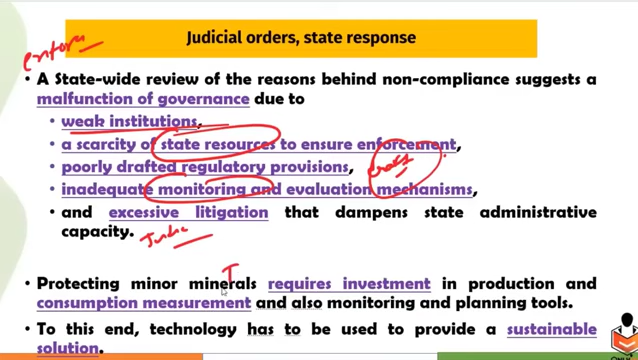 Judicial orders, state response
• A State-wide review of the reasons behind non-compliance suggests a
malfunction of governance due to
• weak institutions,
• a scarcity of state resources to ensure enforcement,
• poorly drafted regulatory provisions,
• inadequate monitoring and evaluation mechanisms,
• and excessive litigation that dampens state administrative
capacity.
• Protecting minor minerals requires investment in production and
consumption measurement and also monitoring and planning tools.
• To this end, technology has to be used to provide a sustainable
solution.